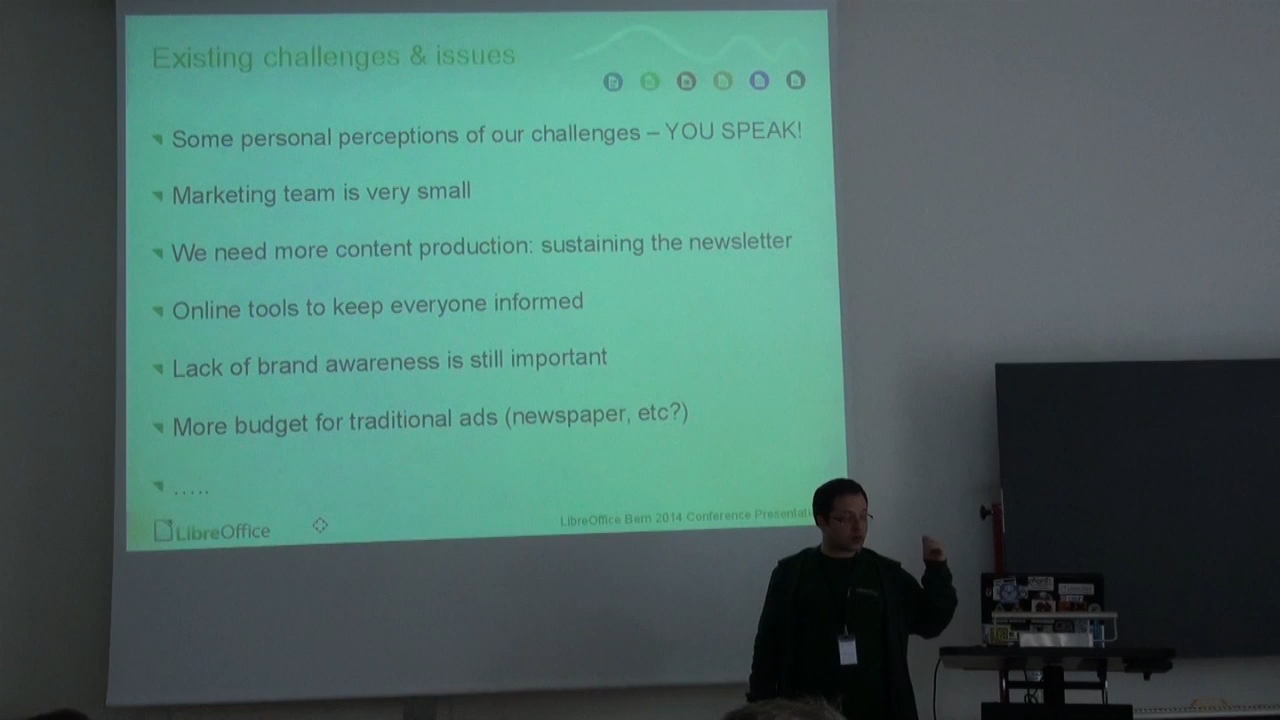 Existing challenges & issues
Some personal perceptions of our challenges – YOU SPEAK!
Marketing team is very small
We need more content production: sustaining the newsletter
Online tools to keep everyone informed
Lack of brand awareness is still important
More budget for traditional ads (newspaper, etc?)
.....
LibreOffice
LibreOffice Bern 2014 Conference Presentati